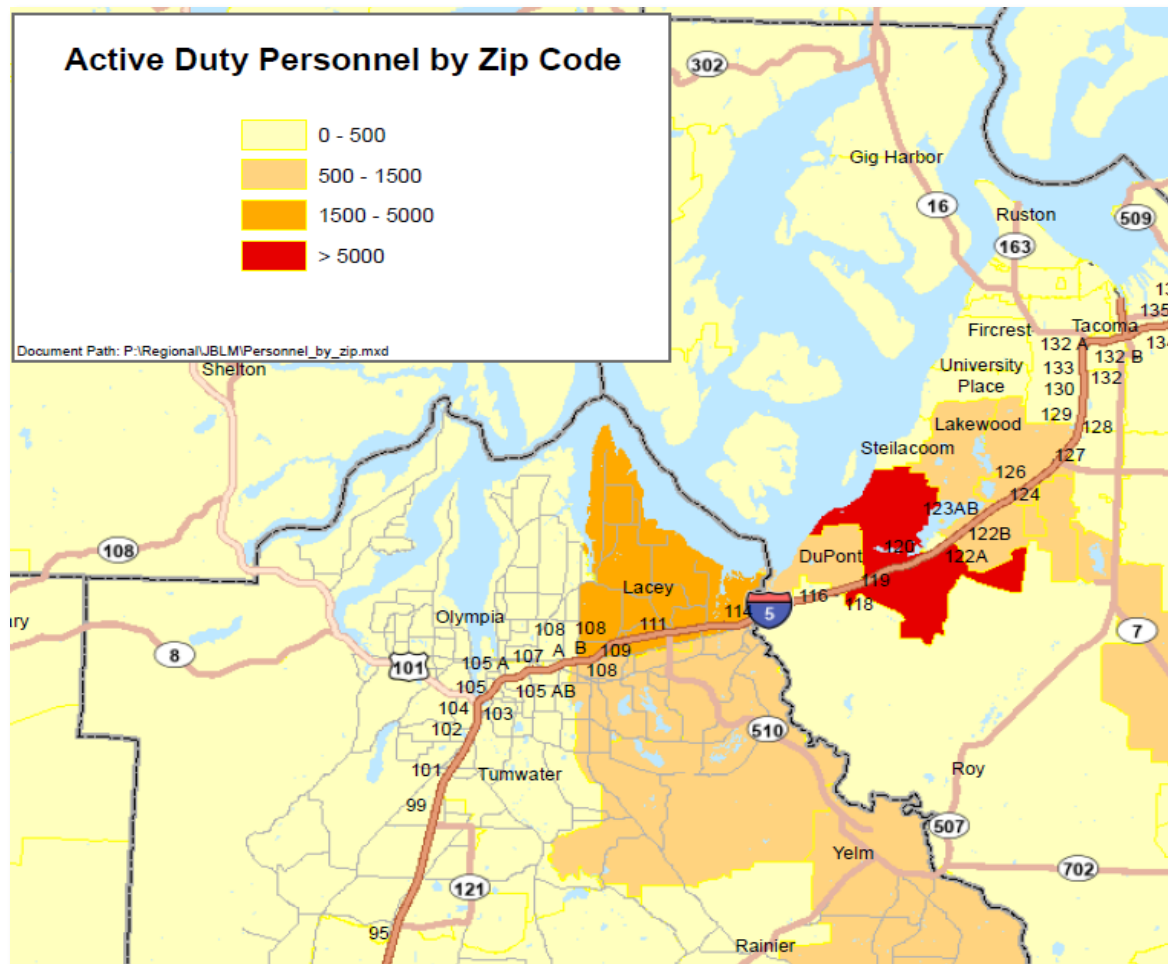 Active Duty Personnel by Zip Code
0 - 500
500 - 1500
1500 - 5000
> 5000
Document Path: P:\Regional\JBLM\Personnel_by_zip.mxd
302
Gig Harbor
16
Ruston
509
163
Shelton
Fircrest
Tacoma
135
132 A
134
University
Place
133
132 B
130
132
129
Lakewood
128
Steilacoom
127
126
124
123AB
108
122B
120
DuPont
122A
119
Lacey
116
118
114
5
Olympia
111
108
A
108
B
7
8
101
105 A
107
109
108
105
105 AB
104
103
102
510
101
Tumwater
Roy
99
507
Yelm
702
121
95
Rainier